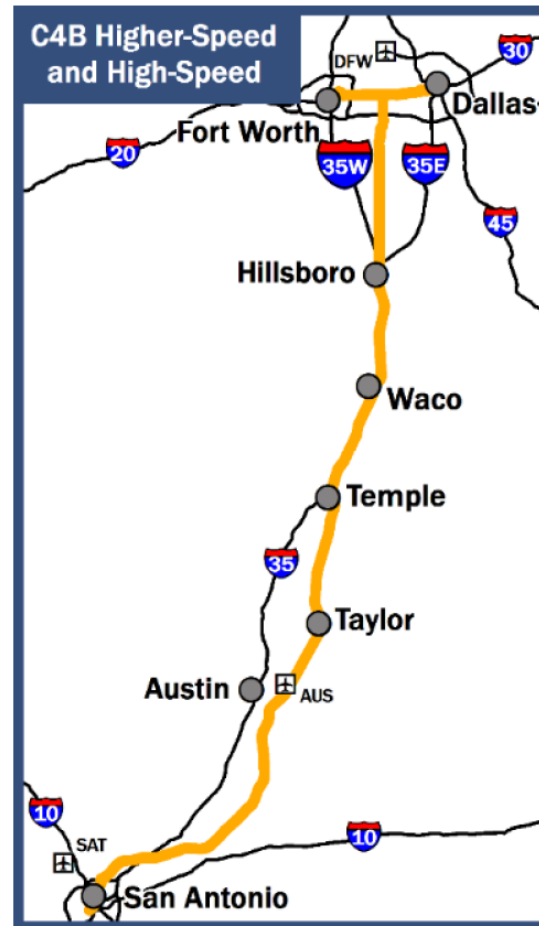 C4B Higher-Speed
and High-Speed
DFW
30
Dallas
Fort Worth
20
35W
35E
45
Hillsboro
Waco
Temple
35
Taylor
Austin
AUS
10
SAT
10
San Antonio